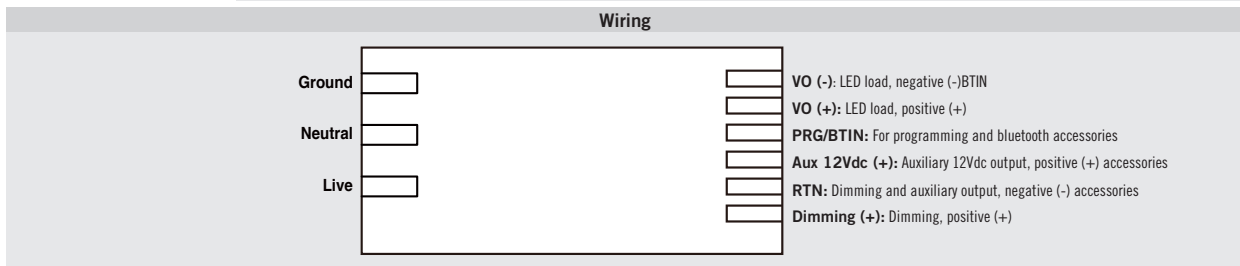 Wiring
Ground
Neutral
Live
VO (-): LED load, negative (-)BTIN
VO (+): LED load, positive (+)
PRG/BTIN: For programming and bluetooth accessories
Aux 12Vdc (+): Auxiliary 12Vdc output, positive (+) accessories
RTN: Dimming and auxiliary output, negative (-) accessories
Dimming (+): Dimming, positive (+)